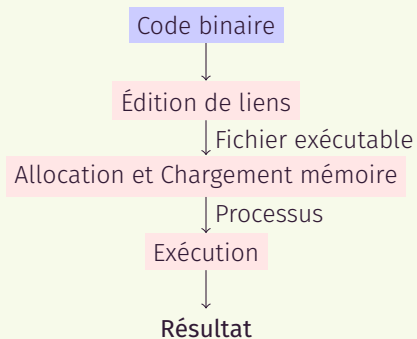 Code binaire
Édition de liens
Fichier exécutable
Allocation et Chargement mémoire
Processus
Exécution
Résultat